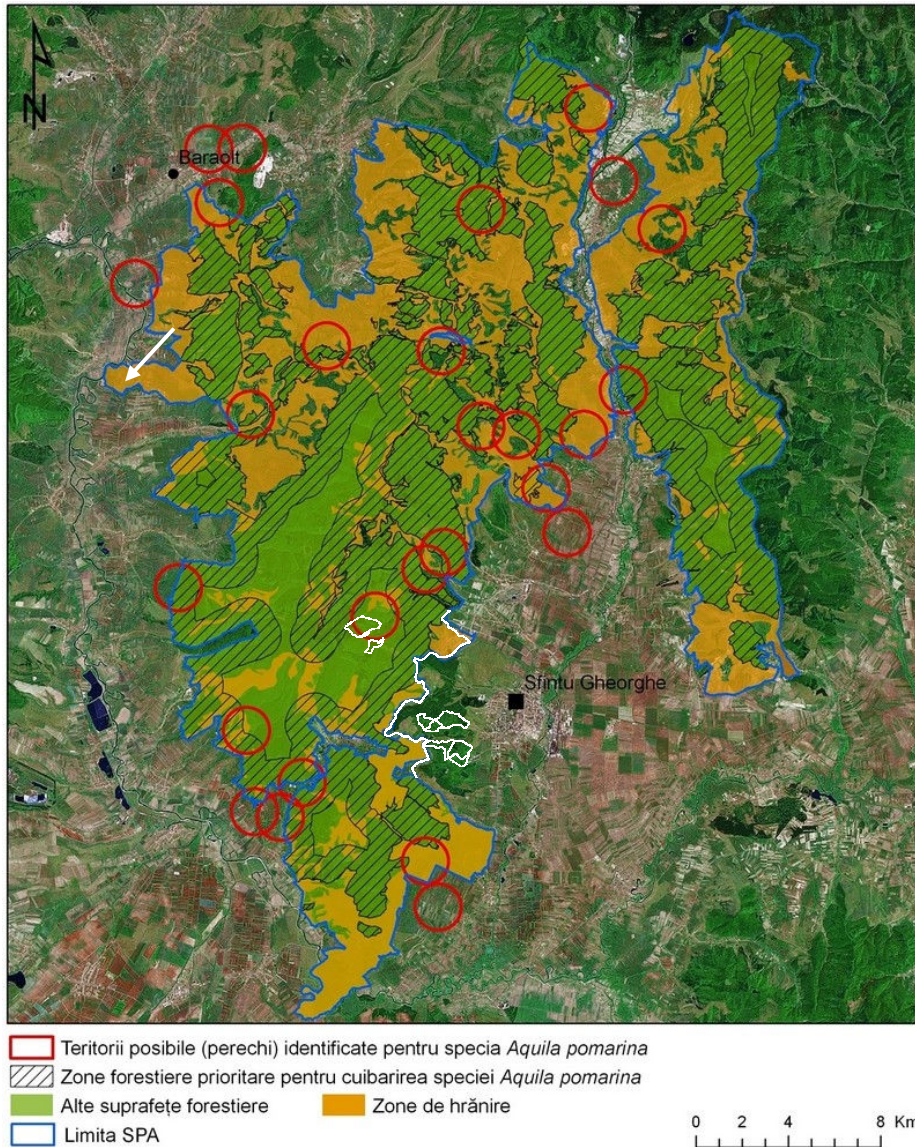 N
Baraolt
Sfintu Gheorghe
Teritorii posibile (perechi) identificate pentru specia Aquila pomarina
Zone forestiere prioritare pentru cuibarirea speciei Aquila pomarina
Alte suprafețe forestiere Zone de hrănire
Limita SPA
0 2 4 8 Km